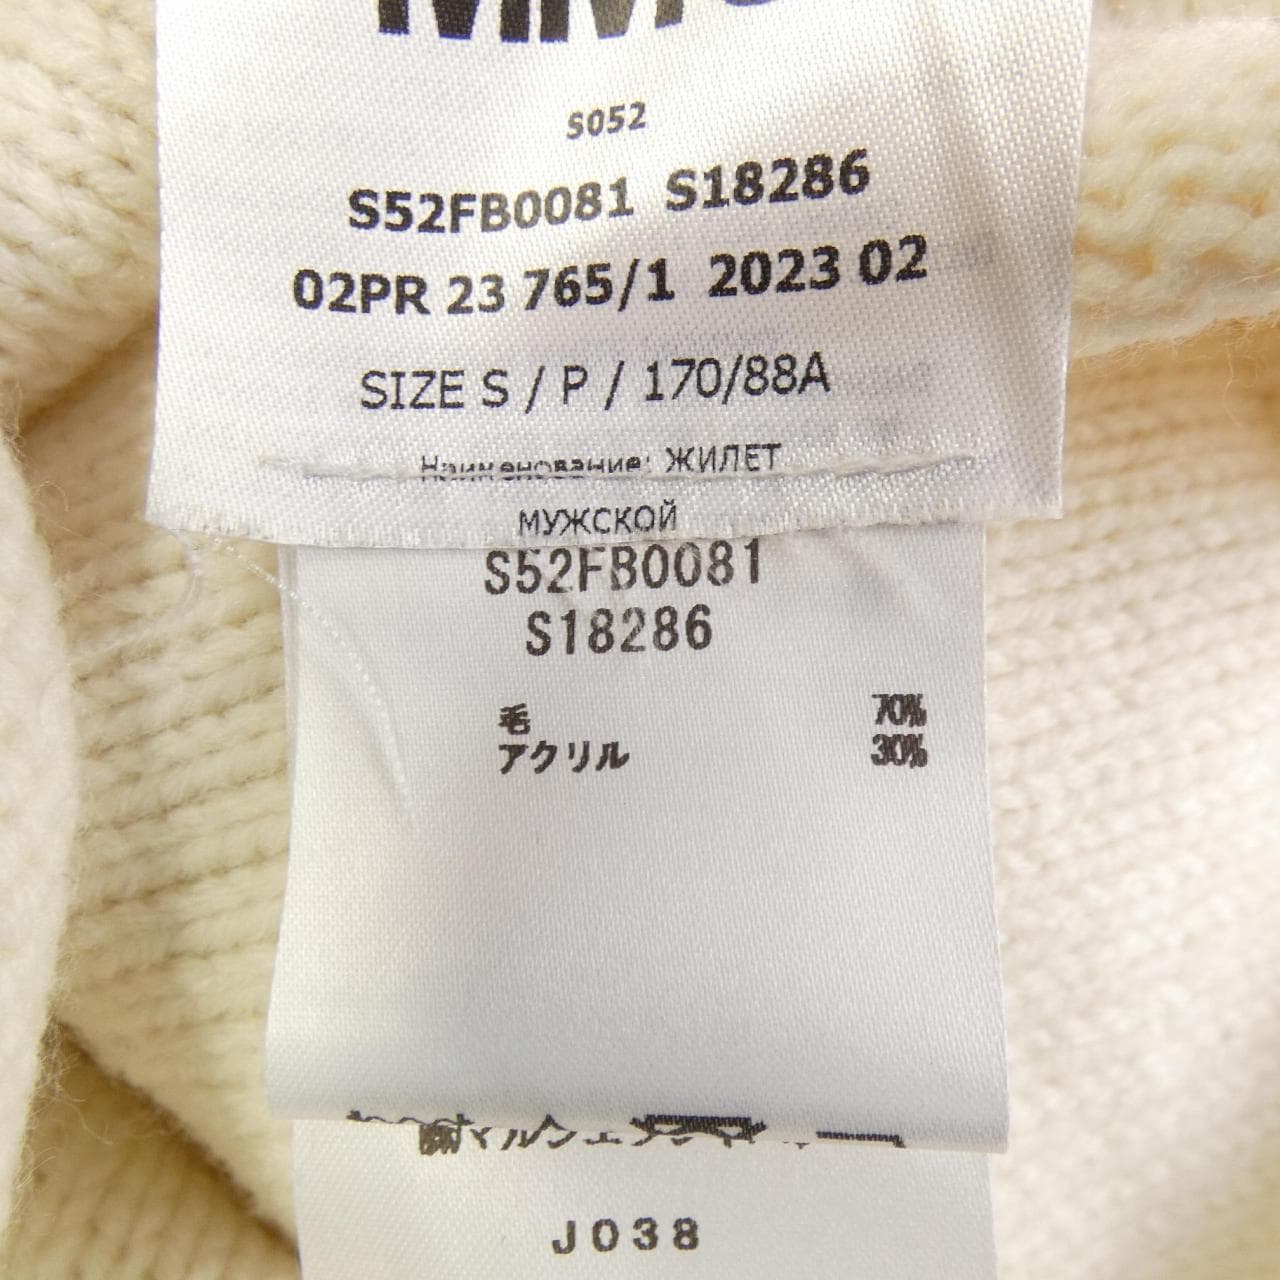 S052
S52FB0081 S18286
02PR 23 765/1 2023 02
SIZE S / P / 170/88A
Наименование: ЖИЛЕТ
МУЖСКОЙ
S52FB0081
S18286
毛 70%
アクリル 30%
J038